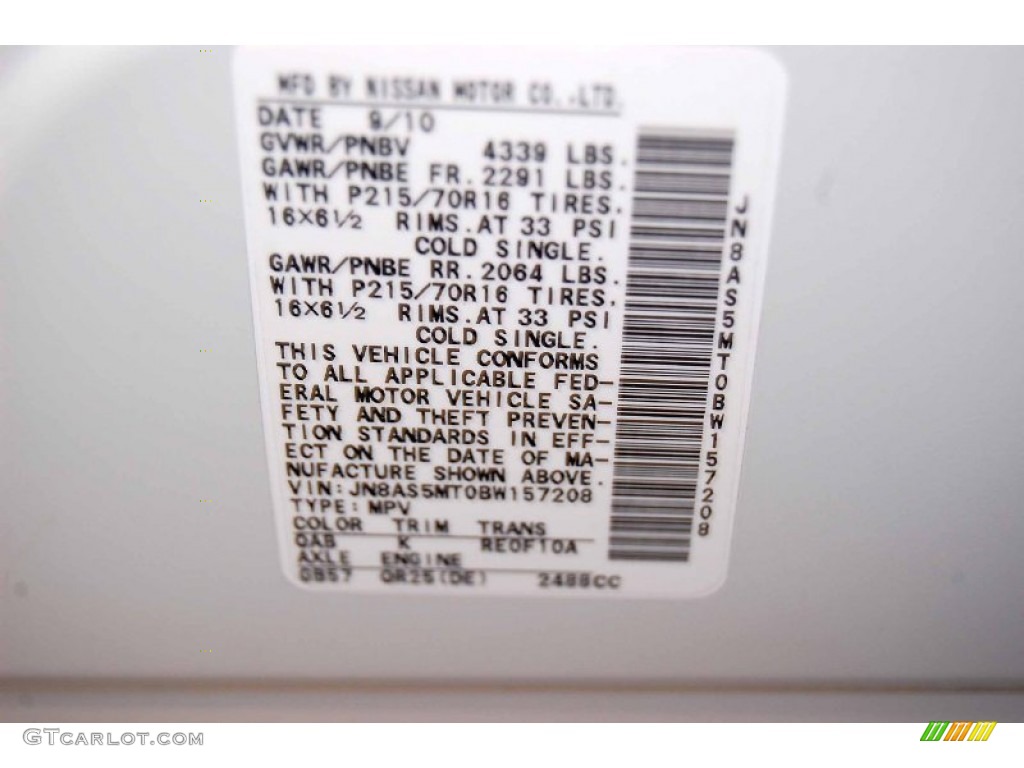 MFD BY NISSAN MOTOR CO.,LTD.
DATE 9/10
GVWR/PNBV 4339 LBS.
GAWR/PNBE FR.2291 LBS.
WITH P215/70R16 TIRES.
16X6½ RIMS.AT 33 PSI
COLD SINGLE.
GAWR/PNBE RR.2064 LBS.
WITH P215/70R16 TIRES.
16X6½ RIMS.AT 33 PSI
COLD SINGLE.
THIS VEHICLE CONFORMS
TO ALL APPLICABLE FED-
ERAL MOTOR VEHICLE SA-
FETY AND THEFT PREVEN-
TION STANDARDS IN EFF-
ECT ON THE DATE OF MA-
NUFACTURE SHOWN ABOVE.
VIN:JN8AS5MT0BW157208
TYPE:MPV
COLOR TRIM TRANS
QAB K RE0F10A
AXLE ENGINE
0B57 QR25(DE) 2488CC
JN8AS5MT0BW157208
GTCarlot.com